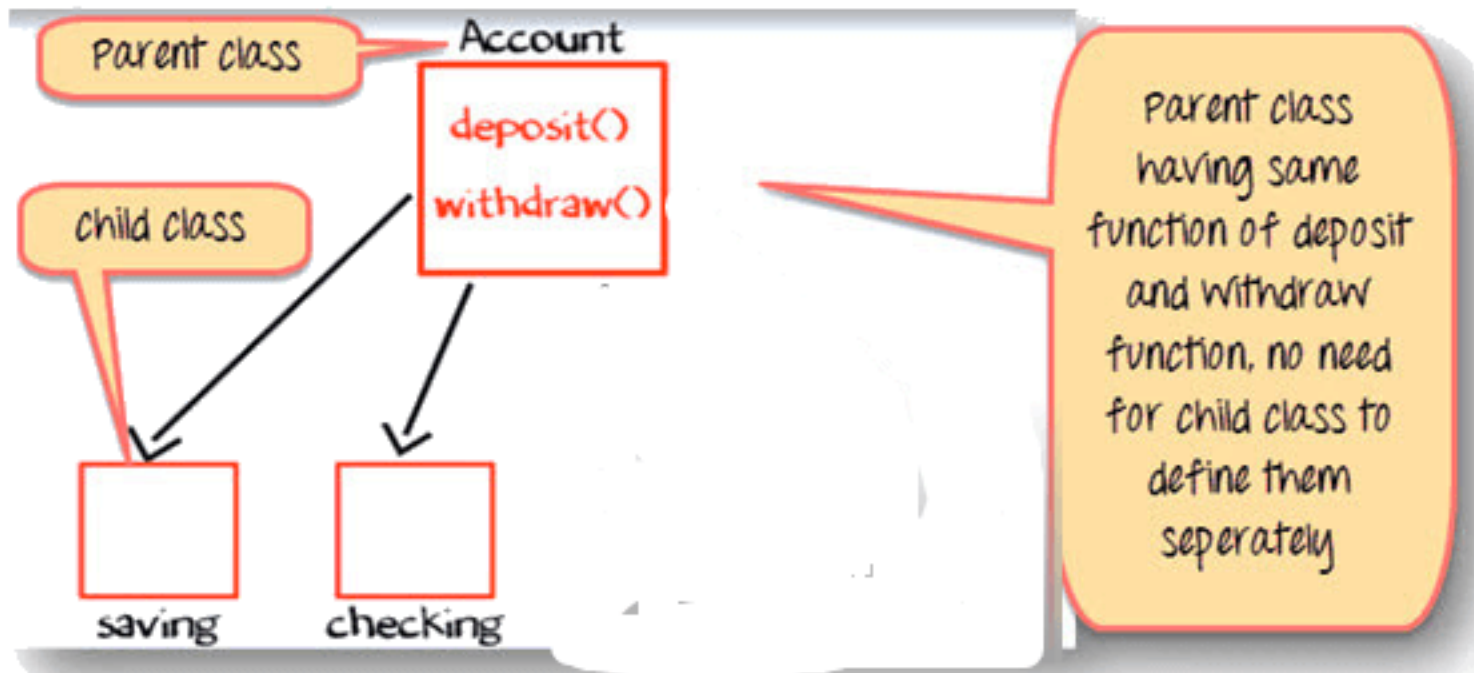 Parent class
Account
deposit()
withdraw()
child class
saving
checking
Parent class
having same
function of deposit
and withdraw
function, no need
for child class to
define them
seperately